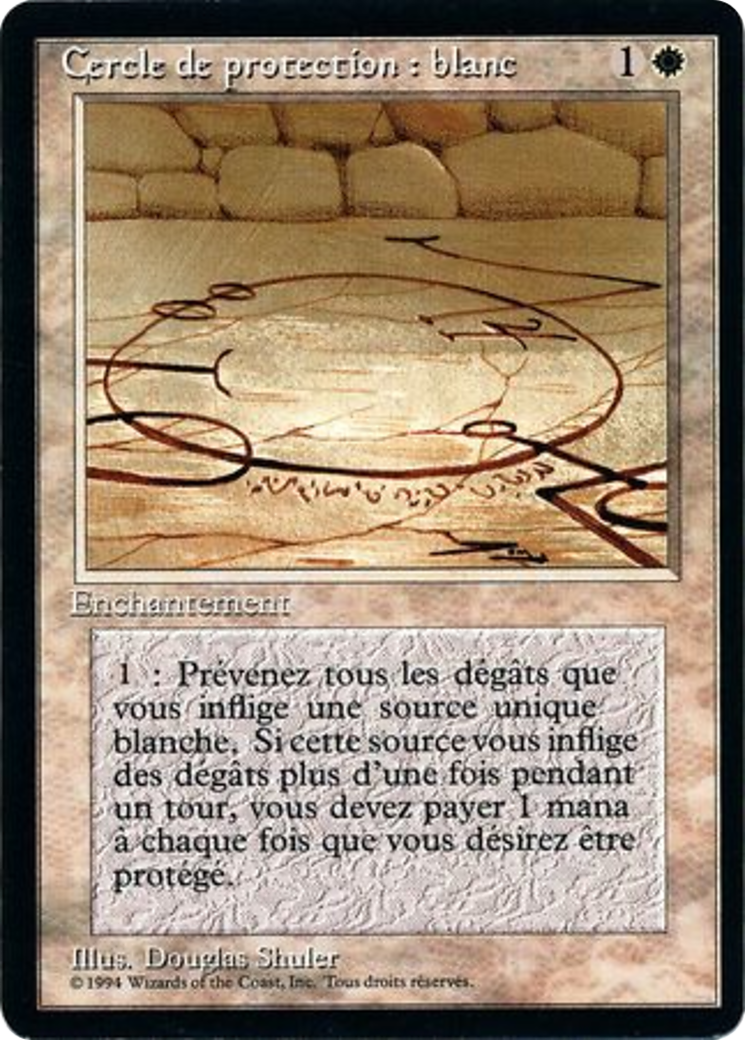 Cercle de protection : blanc 1
Enchantement
1 : Prévenez tous les dégâts que
vous inflige une source unique
blanche. Si cette source vous inflige
des dégâts plus d'une fois pendant
un tour, vous devez payer 1 mana
à chaque fois que vous désirez être
protégé.
Illus. Douglas Shuler
© 1994 Wizards of the Coast, Inc. Tous droits réservés.